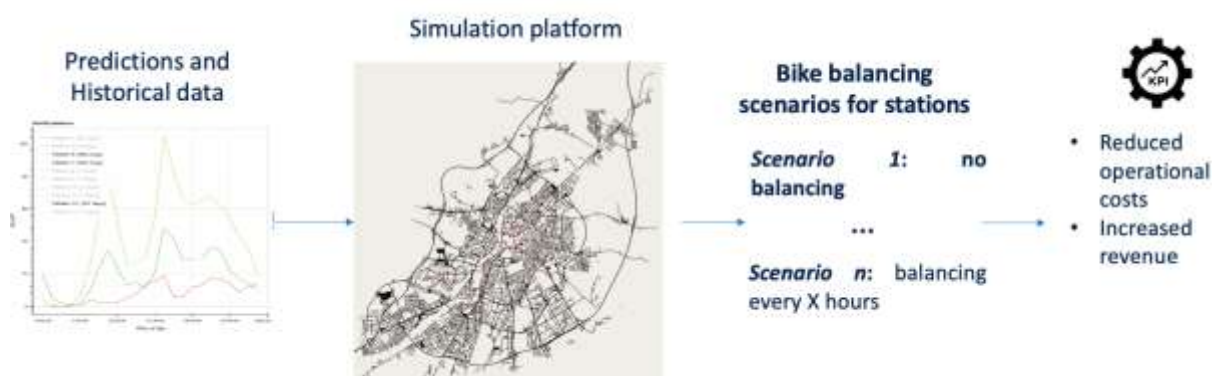 Simulation platform
Predictions and
Historical data
Bike balancing
scenarios for stations
Scenario 1: no
balancing
...
Scenario n: balancing
every X hours
KPI
• Reduced
operational
costs
• Increased
revenue